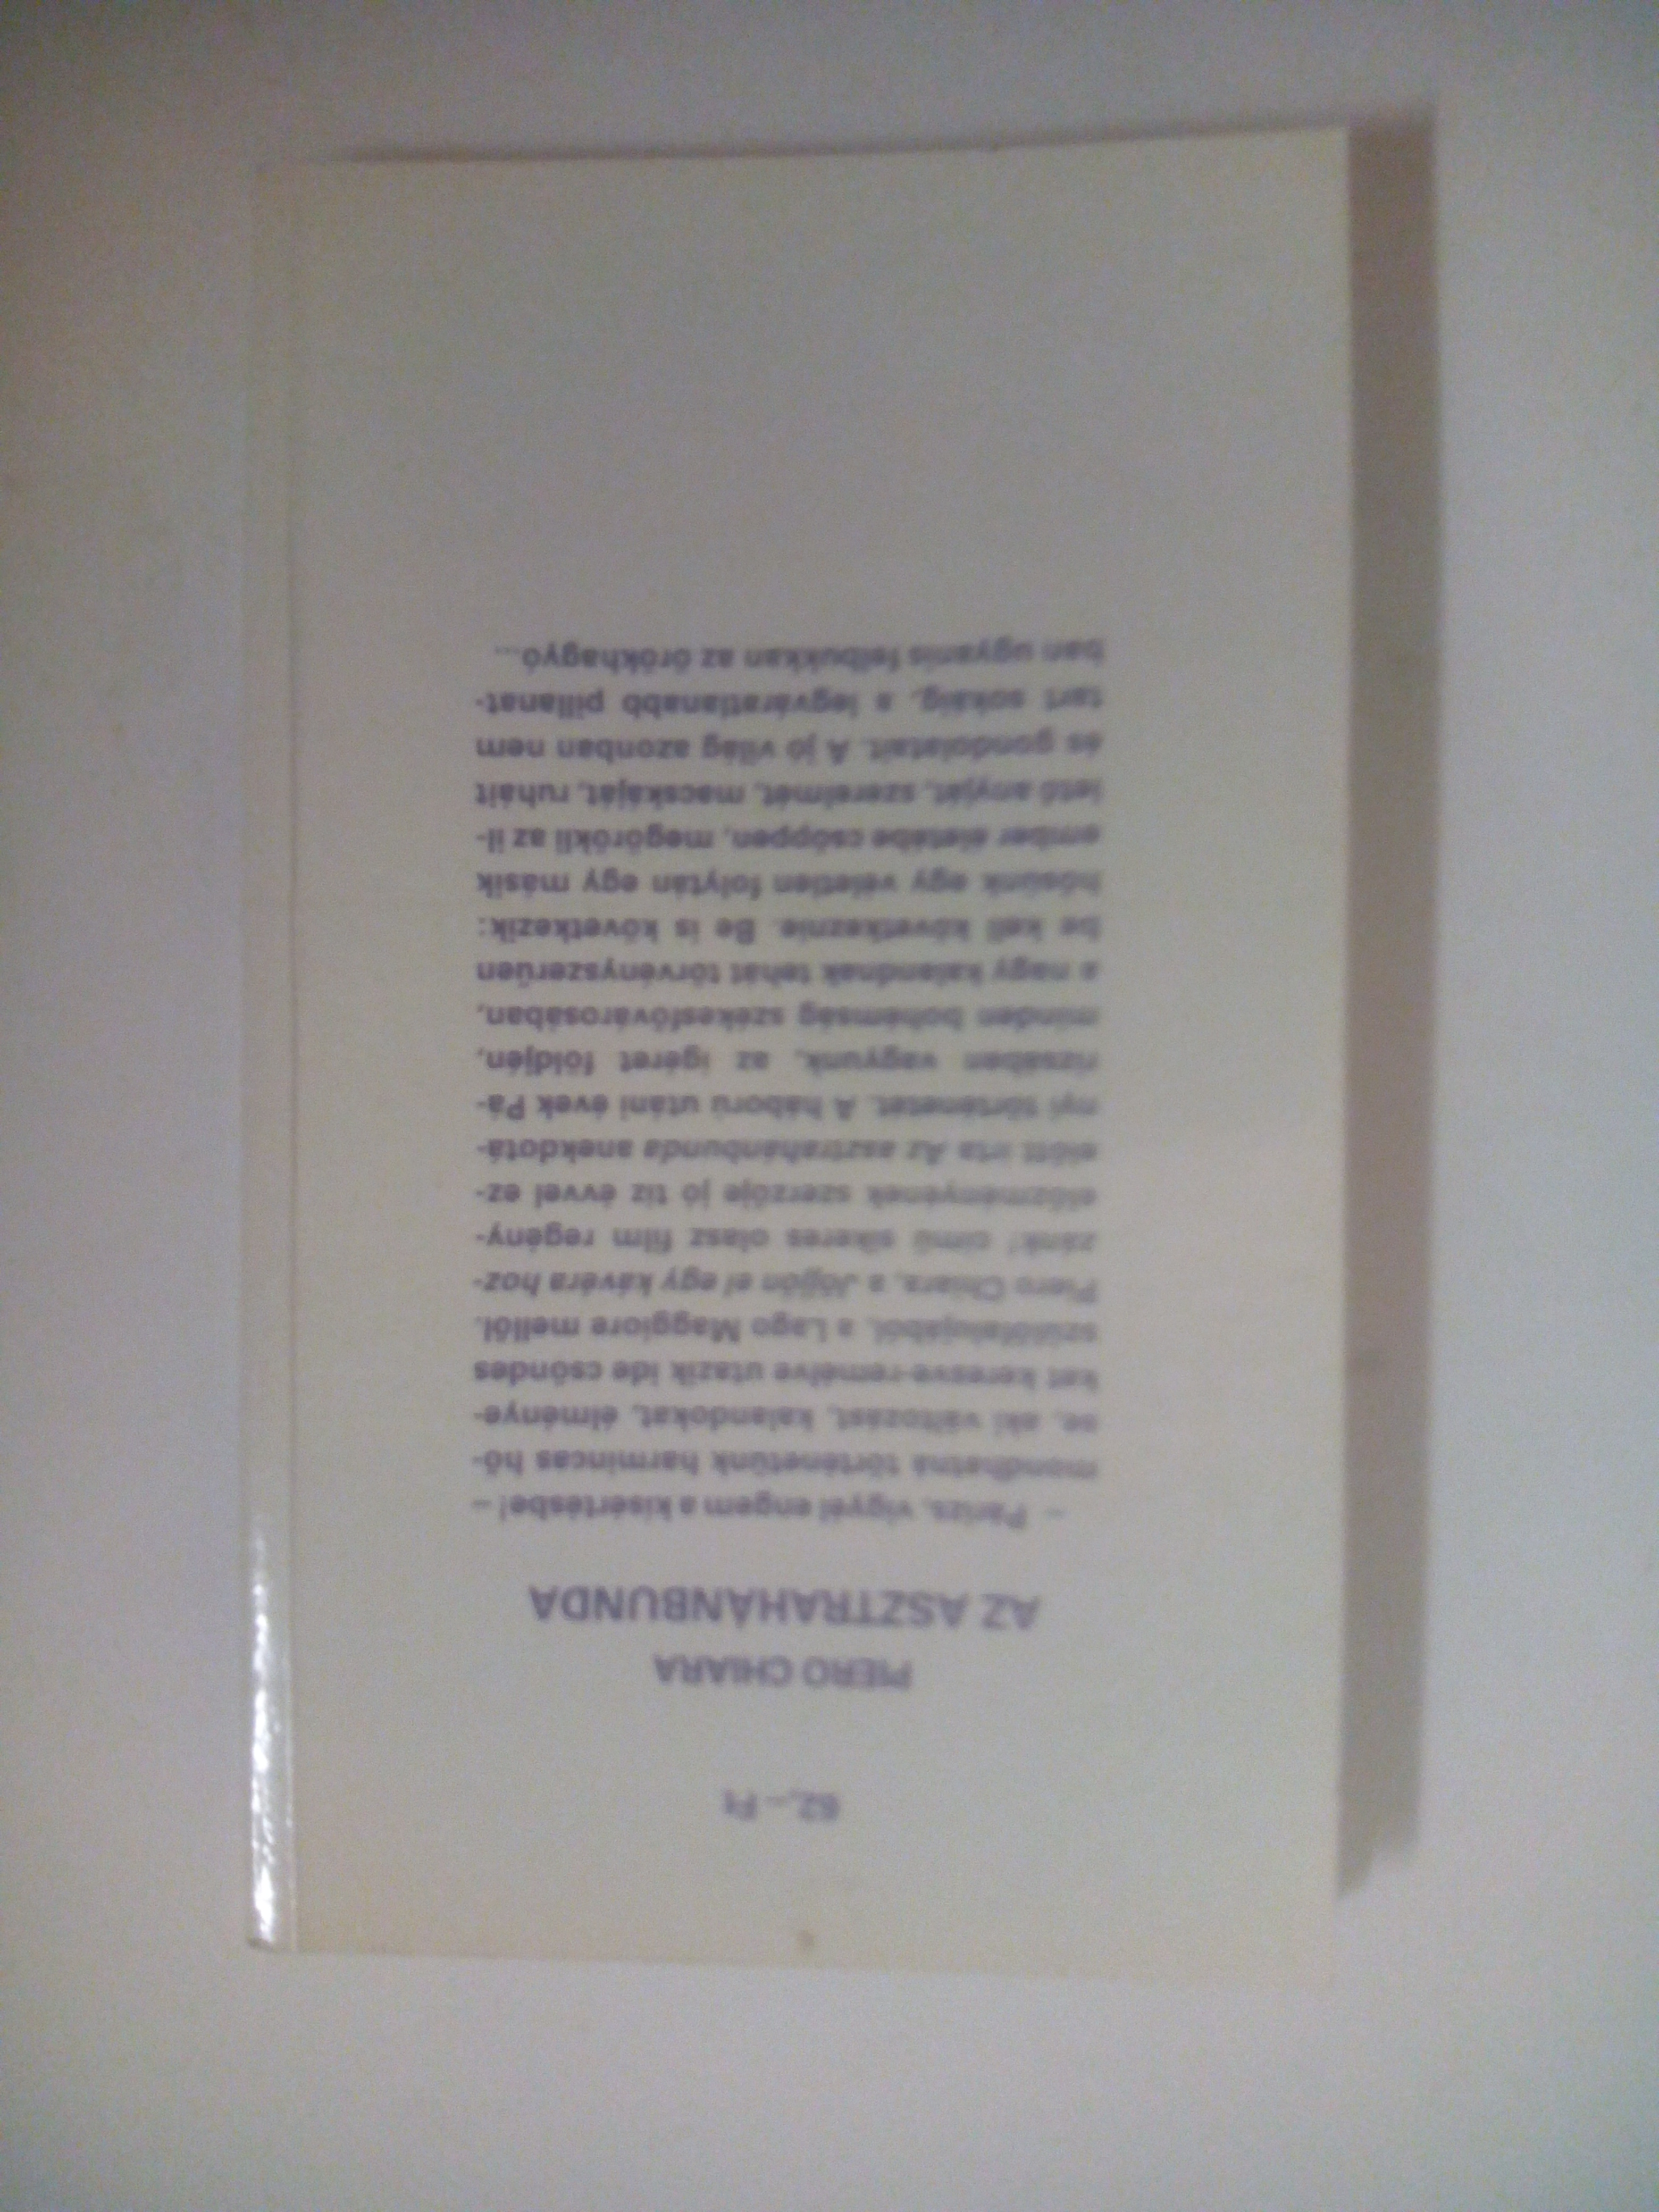 62,– Ft
PIERO CHIARA
AZ ASZTRAHÁNBUNDA
– Párizs, vigyél engem a kísértésbe! –
mondhatná történetünk harmincas hő-
se, aki változást, kalandokat, élménye-
ket keresve-remélve utazik ide csöndes
szülőfalujából, a Lago Maggiore mellől.
Piero Chiara, a Jöjjön el egy kávéra hoz-
zánk! című sikeres olasz film regény-
előzményének szerzője jó tíz évvel ez-
előtt írta Az asztrahánbunda anekdotá-
nyi történetét. A háború utáni évek Pá-
rizsában vagyunk, az ígéret földjén,
minden bohémság székesfővárosában,
a nagy kalandnak tehát törvényszerűen
be kell következnie. Be is következik:
hősünk egy véletlen folytán egy másik
ember életébe csöppen, megörökli az il-
lető anyját, szerelmét, macskáját, ruháit
és gondolatait. A jó világ azonban nem
tart sokáig, s legváratlanabb pillanat-
ban ugyanis felbukkan az örökhagyó...